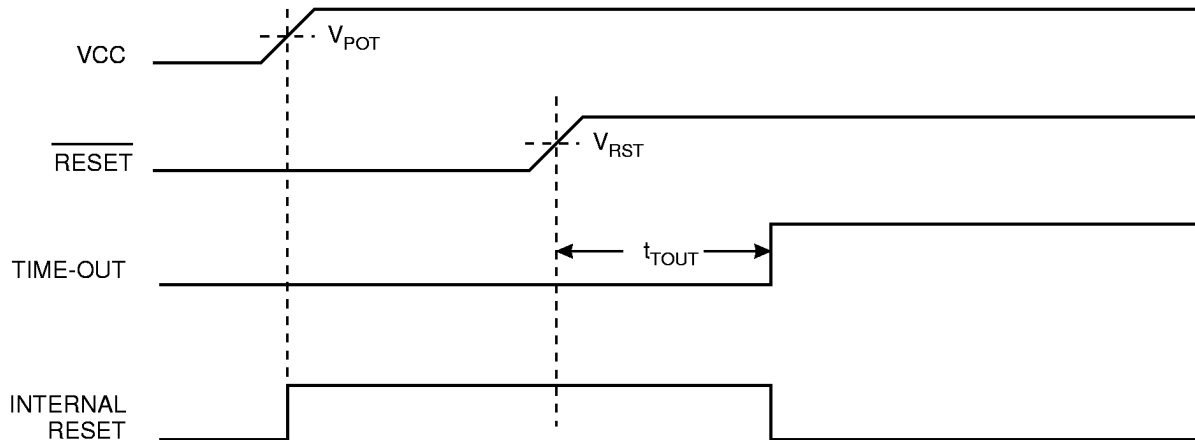 VCC
V_POT
RESET
V_RST
TIME-OUT
t_TOUT
INTERNAL
RESET